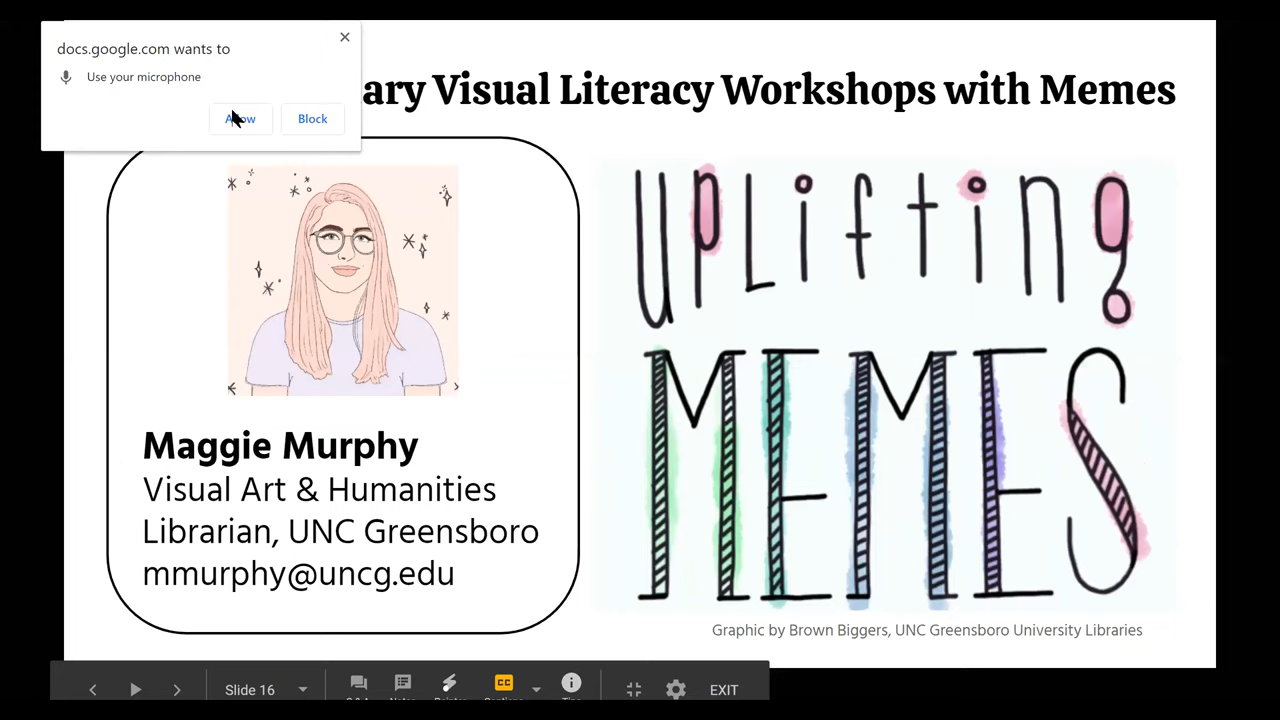 docs.google.com wants to
Use your microphone
Block
ary Visual Literacy Workshops with Memes
Maggie Murphy
Visual Art & Humanities
Librarian, UNC Greensboro
mmurphy@uncg.edu
UPLifting
MEMES
Graphic by Brown Biggers, UNC Greensboro University Libraries
Slide 16
CC
EXIT